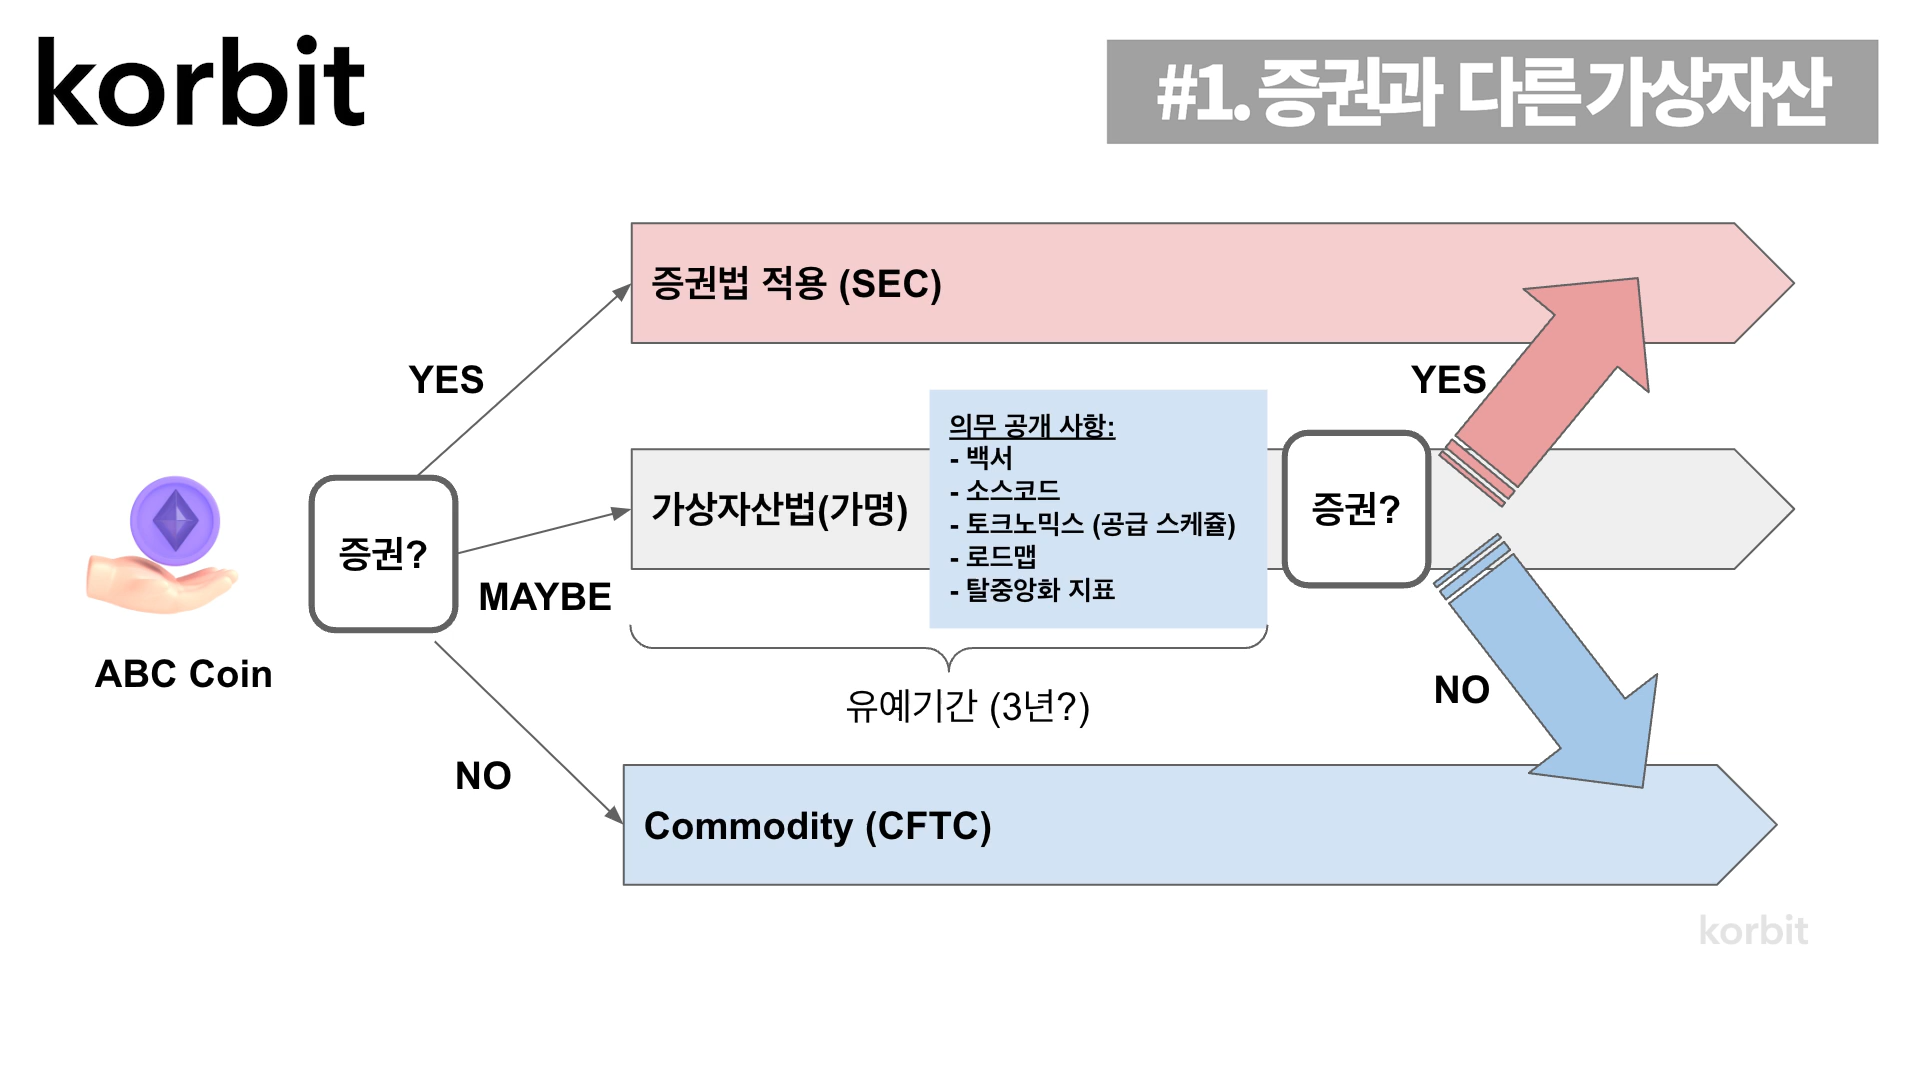 korbit
#1. 증권과 다른 가상자산
증권법 적용 (SEC)
YES
YES
의무 공개 사항:
- 백서
- 소스코드
- 토크노믹스 (공급 스케쥴)
- 로드맵
- 탈중앙화 지표
가상자산법(가명)
증권?
증권?
MAYBE
ABC Coin
유예기간 (3년?)
NO
NO
Commodity (CFTC)
korbit